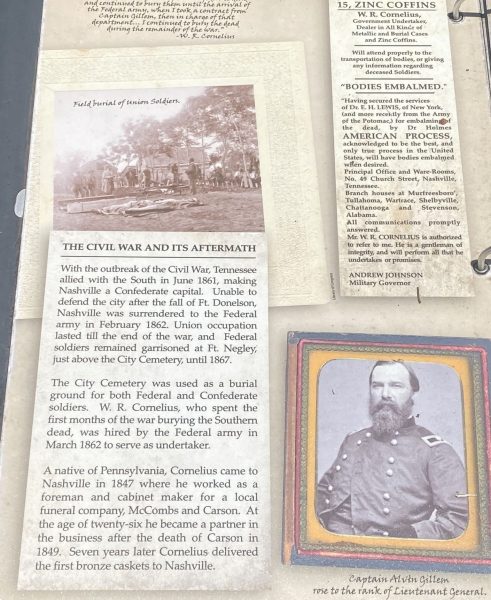 and continued to bury them until the arrival of
the Federal army, when I took a contract from
Captain Gillem, then in charge of that
department... I continued to bury the dead
during the remainder of the war."
-W. R. Cornelius
Field burial of Union Soldiers.
THE CIVIL WAR AND ITS AFTERMATH
With the outbreak of the Civil War, Tennessee
allied with the South in June 1861, making
Nashville a Confederate capital. Unable to
defend the city after the fall of Ft. Donelson,
Nashville was surrendered to the Federal
army in February 1862. Union occupation
lasted till the end of the war, and Federal
soldiers remained garrisoned at Ft. Negley,
just above the City Cemetery, until 1867.
The City Cemetery was used as a burial
ground for both Federal and Confederate
soldiers. W. R. Cornelius, who spent the
first months of the war burying the Southern
dead, was hired by the Federal army in
March 1862 to serve as undertaker.
A native of Pennsylvania, Cornelius came to
Nashville in 1847 where he worked as a
foreman and cabinet maker for a local
funeral company, McCombs and Carson. At
the age of twenty-six he became a partner in
the business after the death of Carson in
1849. Seven years later Cornelius delivered
the first bronze caskets to Nashville.
15, ZINC COFFINS
W. R. Cornelius,
Government Undertaker,
Dealer in All Kinds of
Metallic and Burial Cases
and Zinc Coffins.
Will attend properly to the
transportation of bodies, or giving
any information regarding
deceased Soldiers.
"BODIES EMBALMED."
"Having secured the services
of Dr. E. H. LEWIS, of New York,
(and more recently from the Army
of the Potomac,) for embalming of
the dead, by Dr Holmes
AMERICAN PROCESS,
acknowledged to be the best, and
only true process in the United
States, will have bodies embalmed
when desired.
Principal Office and Ware-Rooms,
No. 49 Church Street, Nashville,
Tennessee.
Branch houses at Murfreesboro',
Tullahoma, Wartrace, Shelbyville,
Chattanooga and Stevenson,
Alabama.
All communications promptly
answered.
Mr. W. R. CORNELIUS is authorized
to refer to me. He is a gentleman of
integrity, and will perform all that he
undertakes or promises.
ANDREW JOHNSON
Military Governor
Captain Alvin Gillem
rose to the rank of Lieutenant General.